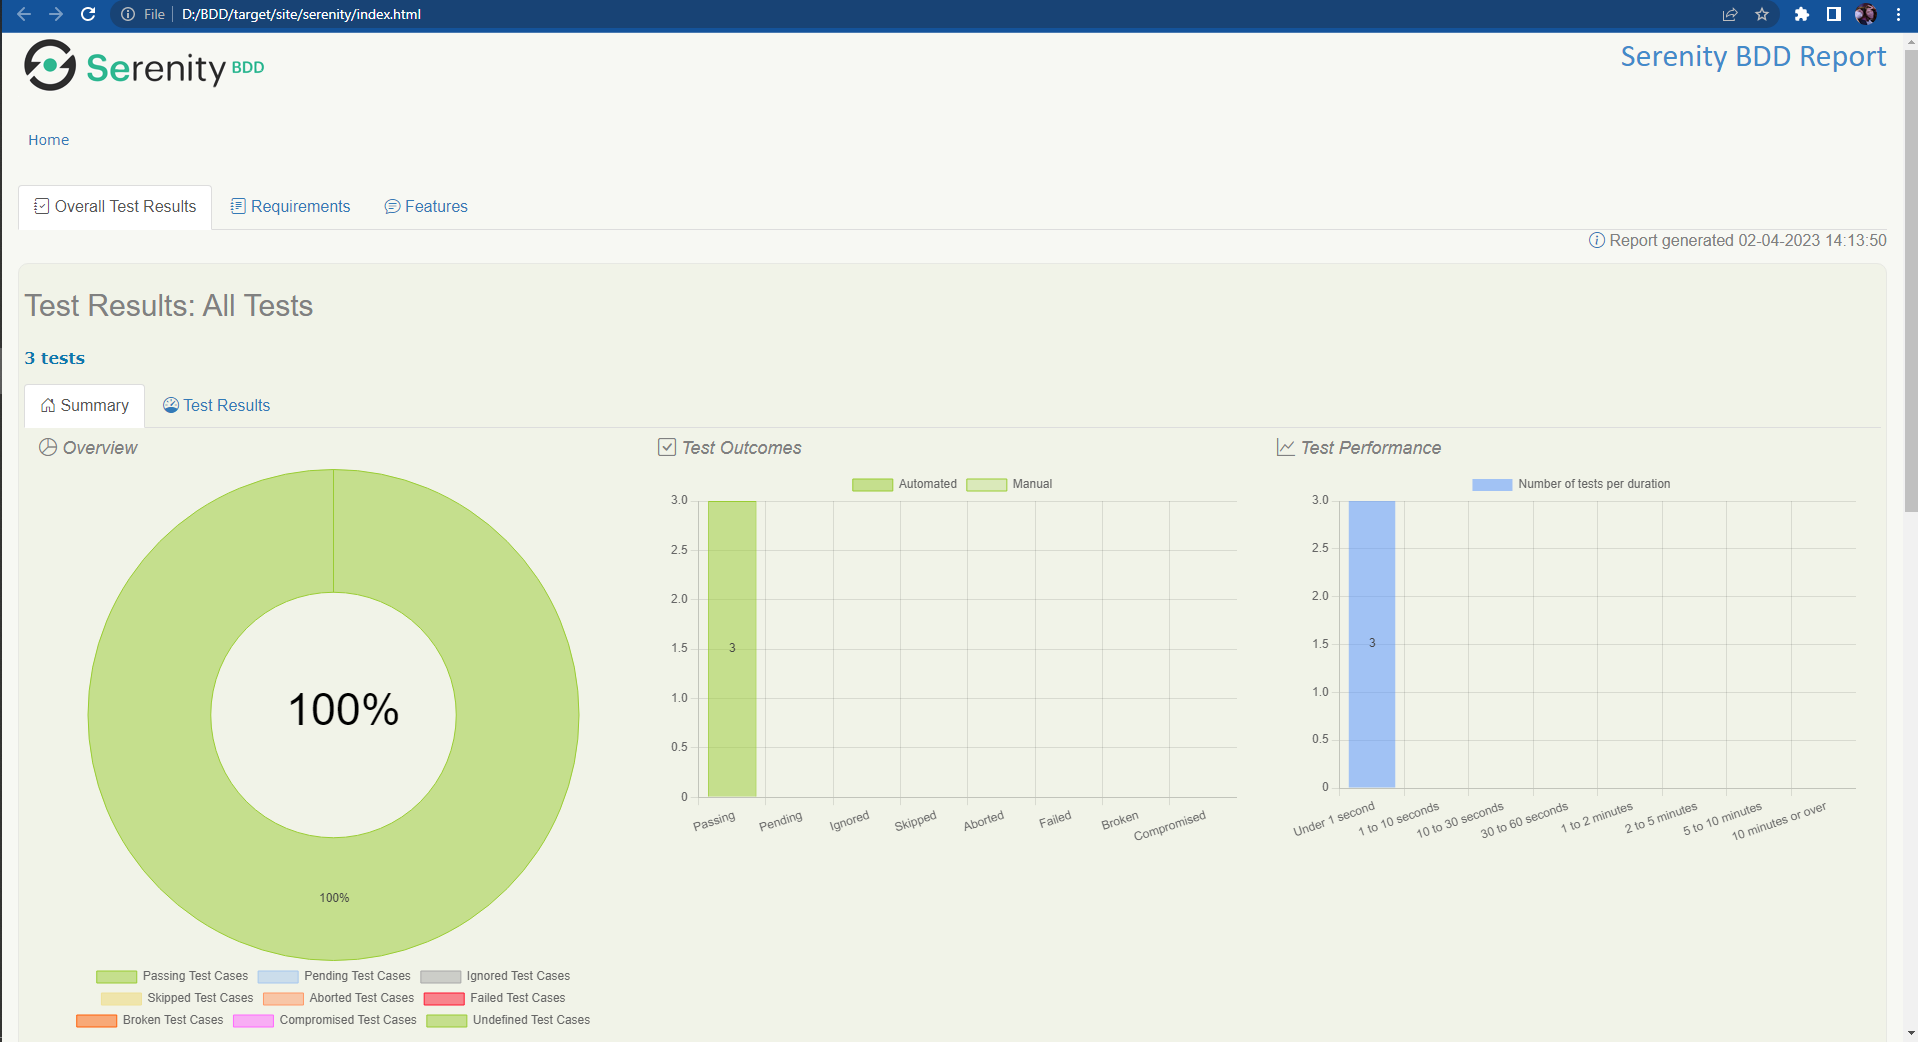 File D:/BDD/target/site/serenity/index.html
Serenity BDD
Serenity BDD Report
Home
Overall Test Results Requirements Features
Report generated 02-04-2023 14:13:50
Test Results: All Tests
3 tests
Summary Test Results
Overview
100%
100%
Passing Test Cases Pending Test Cases Ignored Test Cases
Skipped Test Cases Aborted Test Cases Failed Test Cases
Broken Test Cases Compromised Test Cases Undefined Test Cases
Test Outcomes
Automated Manual
3.0
2.5
2.0
1.5
1.0
0.5
0
3
Passing Pending Ignored Skipped Aborted Failed Broken Compromised
Test Performance
Number of tests per duration
3.0
2.5
2.0
1.5
1.0
0.5
0
3
Under 1 second 1 to 10 seconds 10 to 30 seconds 30 to 60 seconds 1 to 2 minutes 2 to 5 minutes 5 to 10 minutes 10 minutes or over